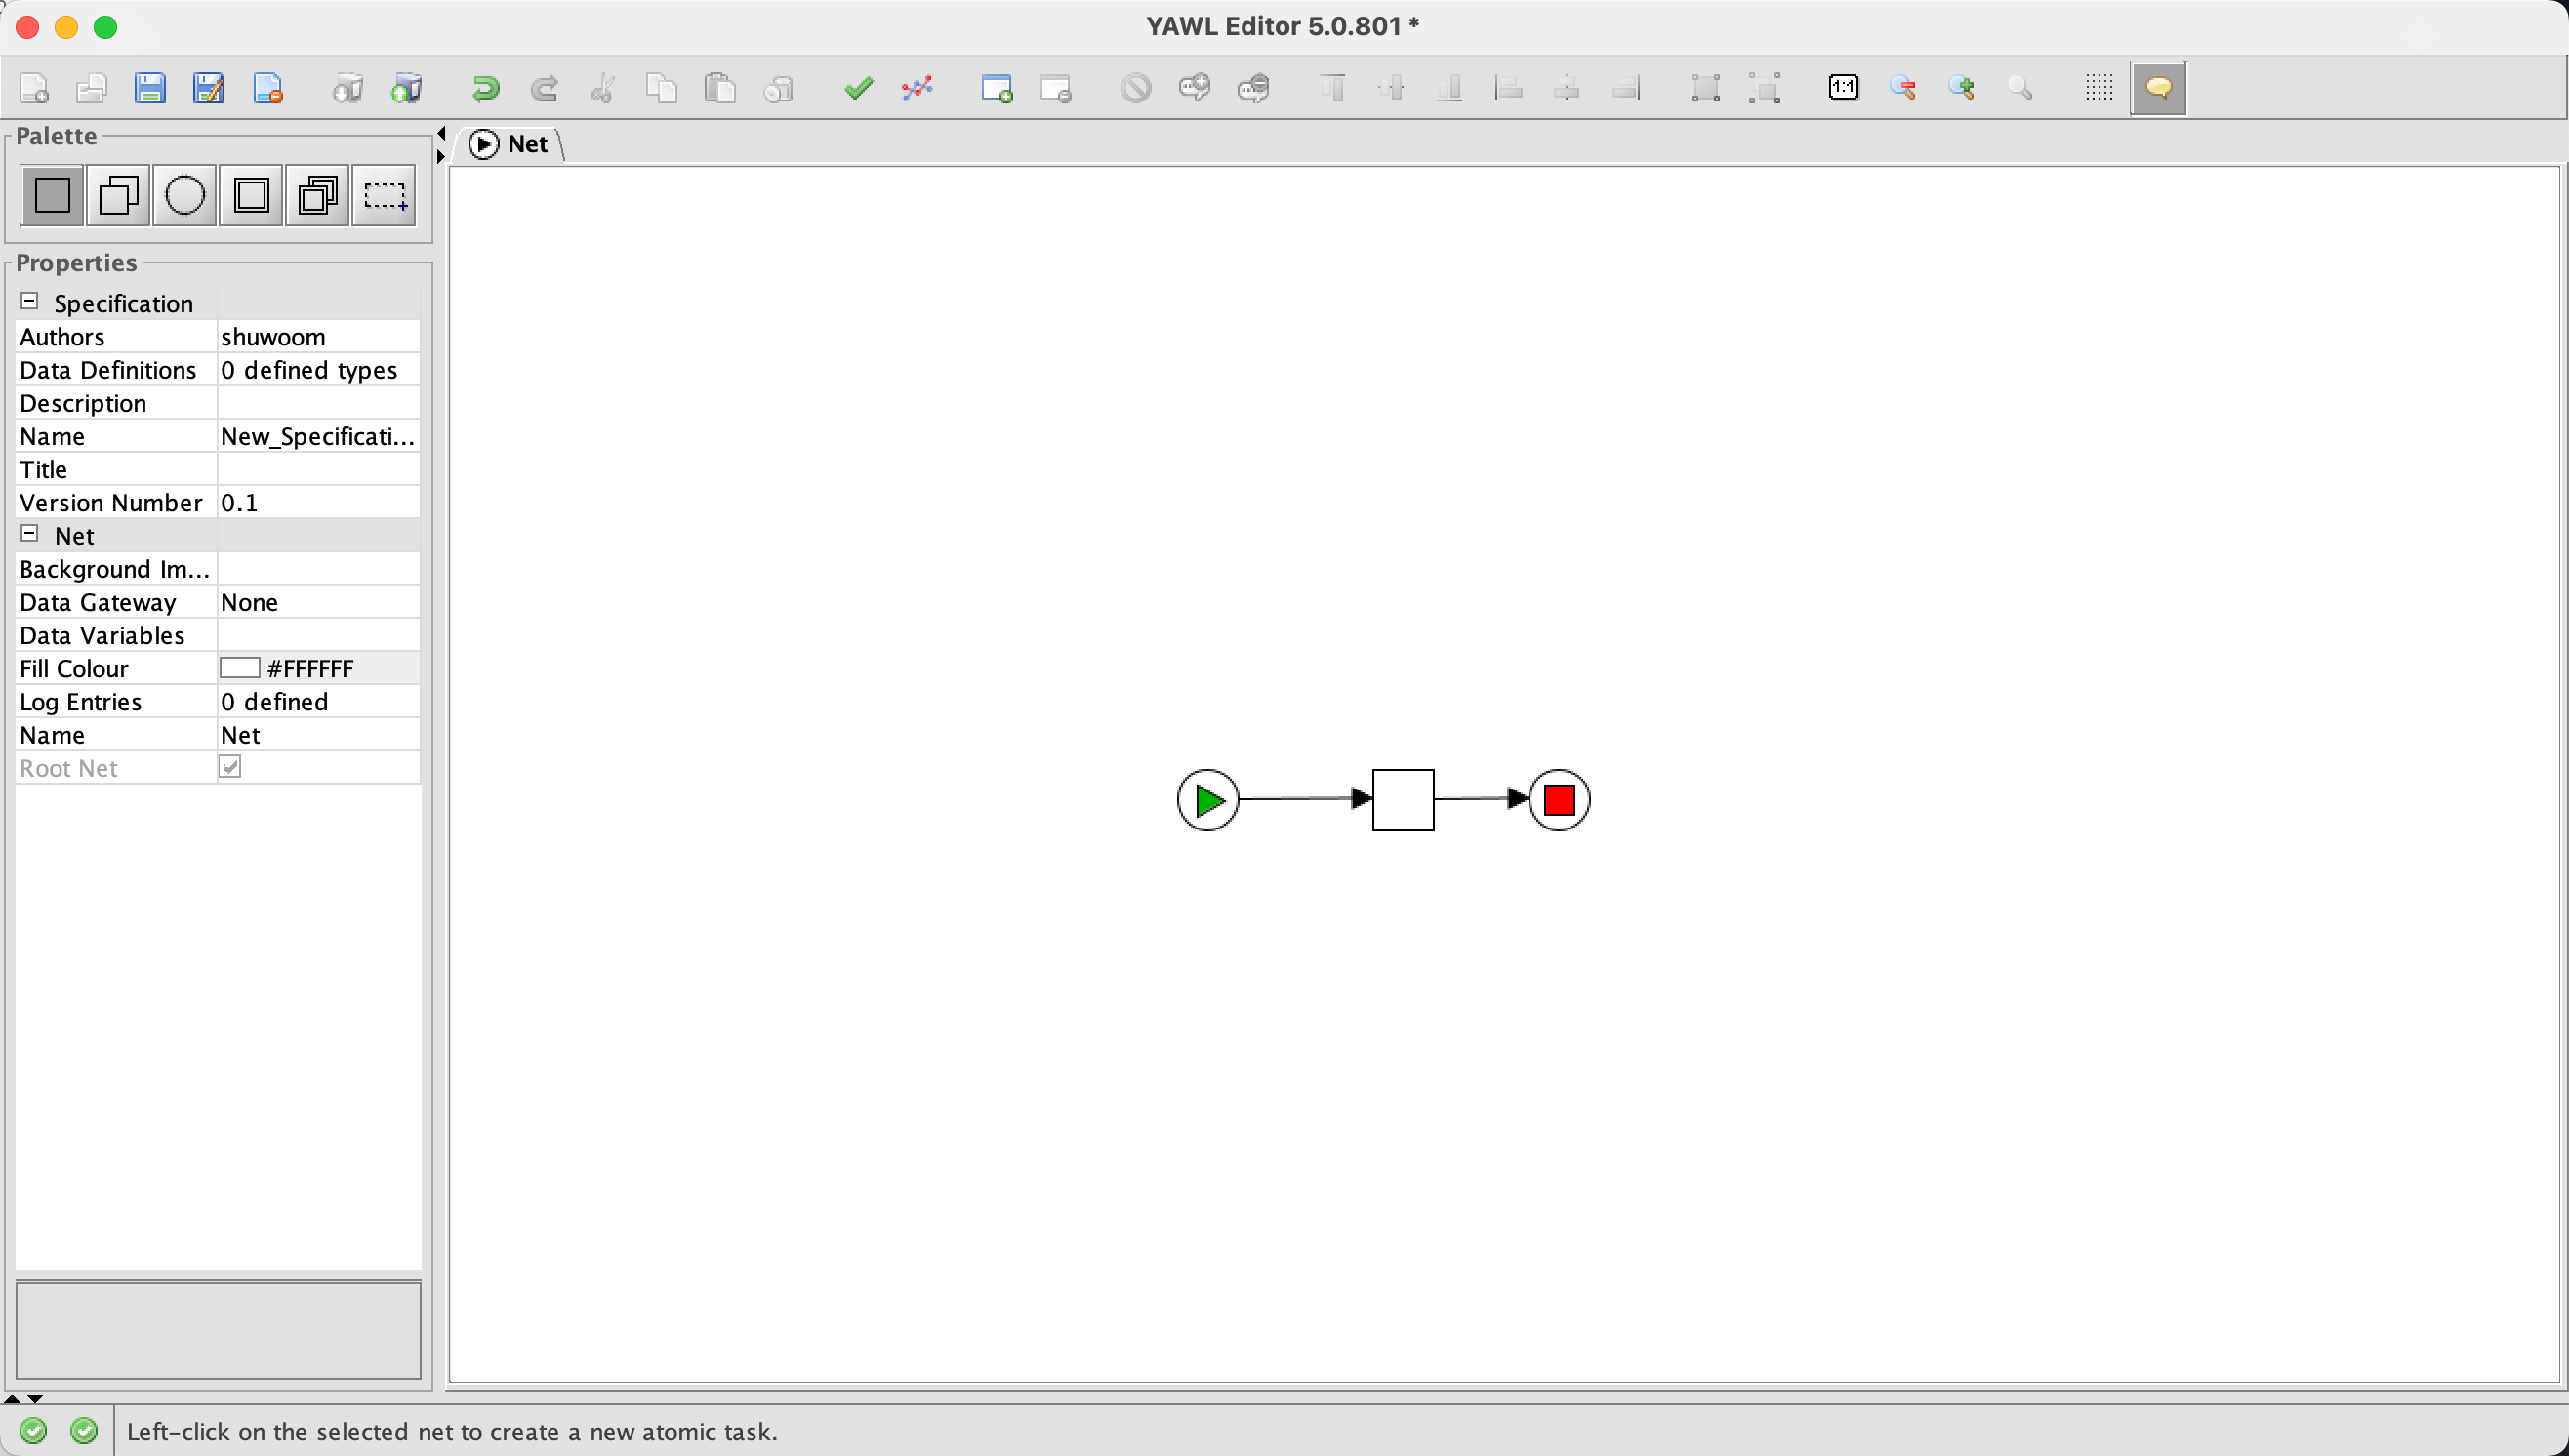 YAWL Editor 5.0.801 *
1:1
Palette
Net
Properties
Specification
Authors shuwoom
Data Definitions 0 defined types
Description
Name New_Specificati...
Title
Version Number 0.1
Net
Background Im...
Data Gateway None
Data Variables
Fill Colour #FFFFFF
Log Entries 0 defined
Name Net
Root Net
Left-click on the selected net to create a new atomic task.